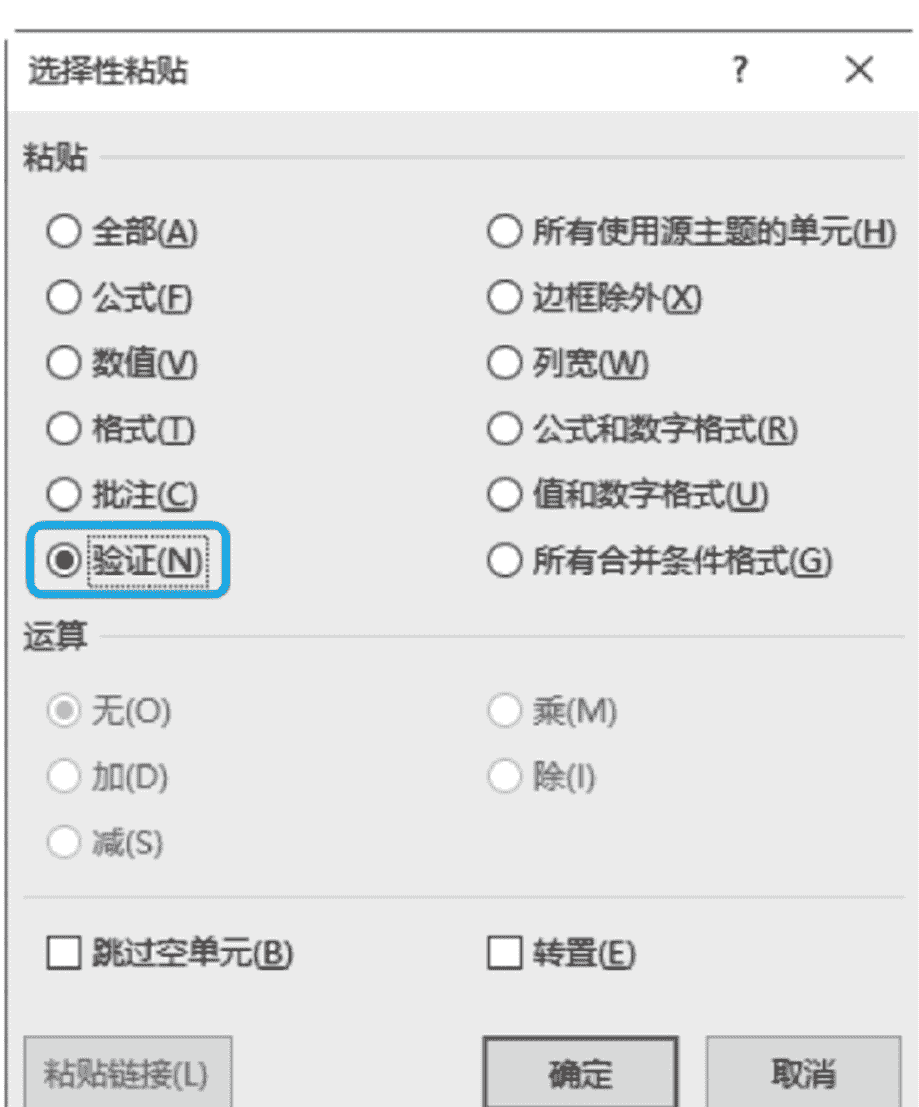 选择性粘贴 ? ×
粘贴
全部(A) 所有使用源主题的单元(H)
公式(F) 边框除外(X)
数值(V) 列宽(W)
格式(T) 公式和数字格式(R)
批注(C) 值和数字格式(U)
验证(N) 所有合并条件格式(G)
运算
无(O) 乘(M)
加(D) 除(I)
减(S)
跳过空单元(B) 转置(E)
粘贴链接(L) 确定 取消